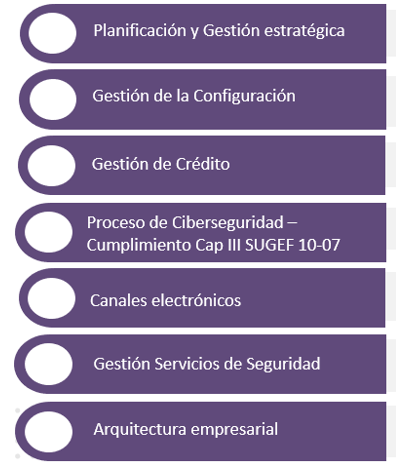 Planificación y Gestión estratégica
Gestión de la Configuración
Gestión de Crédito
Proceso de Ciberseguridad –
Cumplimiento Cap III SUGEF 10-07
Canales electrónicos
Gestión Servicios de Seguridad
Arquitectura empresarial